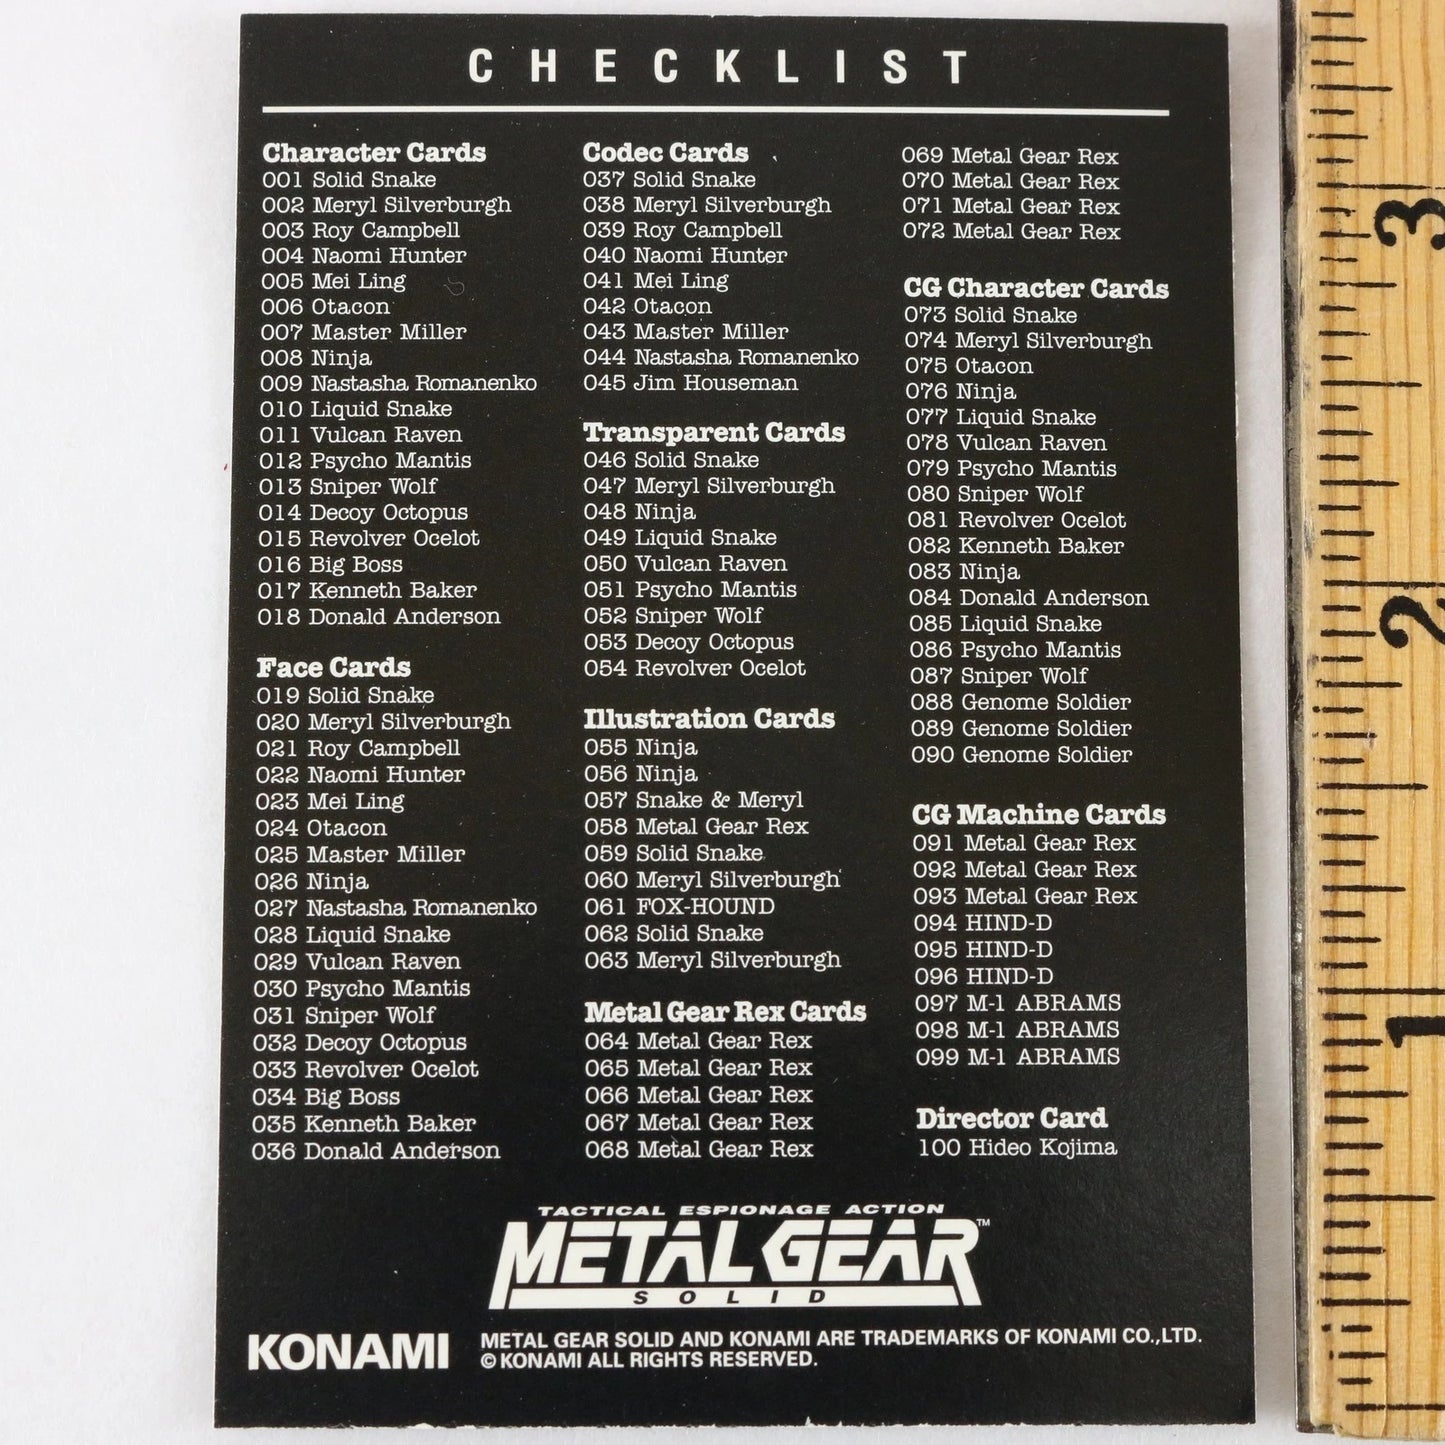 CHECKLIST
Character Cards
001 Solid Snake
002 Meryl Silverburgh
003 Roy Campbell
004 Naomi Hunter
005 Mei Ling
006 Otacon
007 Master Miller
008 Ninja
009 Nastasha Romanenko
010 Liquid Snake
011 Vulcan Raven
012 Psycho Mantis
013 Sniper Wolf
014 Decoy Octopus
015 Revolver Ocelot
016 Big Boss
017 Kenneth Baker
018 Donald Anderson
Face Cards
019 Solid Snake
020 Meryl Silverburgh
021 Roy Campbell
022 Naomi Hunter
023 Mei Ling
024 Otacon
025 Master Miller
026 Ninja
027 Nastasha Romanenko
028 Liquid Snake
029 Vulcan Raven
030 Psycho Mantis
031 Sniper Wolf
032 Decoy Octopus
033 Revolver Ocelot
034 Big Boss
035 Kenneth Baker
036 Donald Anderson
Codec Cards
037 Solid Snake
038 Meryl Silverburgh
039 Roy Campbell
040 Naomi Hunter
041 Mei Ling
042 Otacon
043 Master Miller
044 Nastasha Romanenko
045 Jim Houseman
Transparent Cards
046 Solid Snake
047 Meryl Silverburgh
048 Ninja
049 Liquid Snake
050 Vulcan Raven
051 Psycho Mantis
052 Sniper Wolf
053 Decoy Octopus
054 Revolver Ocelot
Illustration Cards
055 Ninja
056 Ninja
057 Snake & Meryl
058 Metal Gear Rex
059 Solid Snake
060 Meryl Silverburgh
061 FOX-HOUND
062 Solid Snake
063 Meryl Silverburgh
Metal Gear Rex Cards
064 Metal Gear Rex
065 Metal Gear Rex
066 Metal Gear Rex
067 Metal Gear Rex
068 Metal Gear Rex
069 Metal Gear Rex
070 Metal Gear Rex
071 Metal Gear Rex
072 Metal Gear Rex
CG Character Cards
073 Solid Snake
074 Meryl Silverburgh
075 Otacon
076 Ninja
077 Liquid Snake
078 Vulcan Raven
079 Psycho Mantis
080 Sniper Wolf
081 Revolver Ocelot
082 Kenneth Baker
083 Ninja
084 Donald Anderson
085 Liquid Snake
086 Psycho Mantis
087 Sniper Wolf
088 Genome Soldier
089 Genome Soldier
090 Genome Soldier
CG Machine Cards
091 Metal Gear Rex
092 Metal Gear Rex
093 Metal Gear Rex
094 HIND-D
095 HIND-D
096 HIND-D
097 M-1 ABRAMS
098 M-1 ABRAMS
099 M-1 ABRAMS
Director Card
100 Hideo Kojima
TACTICAL ESPIONAGE ACTION
METAL GEAR™
SOLID
KONAMI
METAL GEAR SOLID AND KONAMI ARE TRADEMARKS OF KONAMI CO.,LTD.
© KONAMI ALL RIGHTS RESERVED.
3
2
1